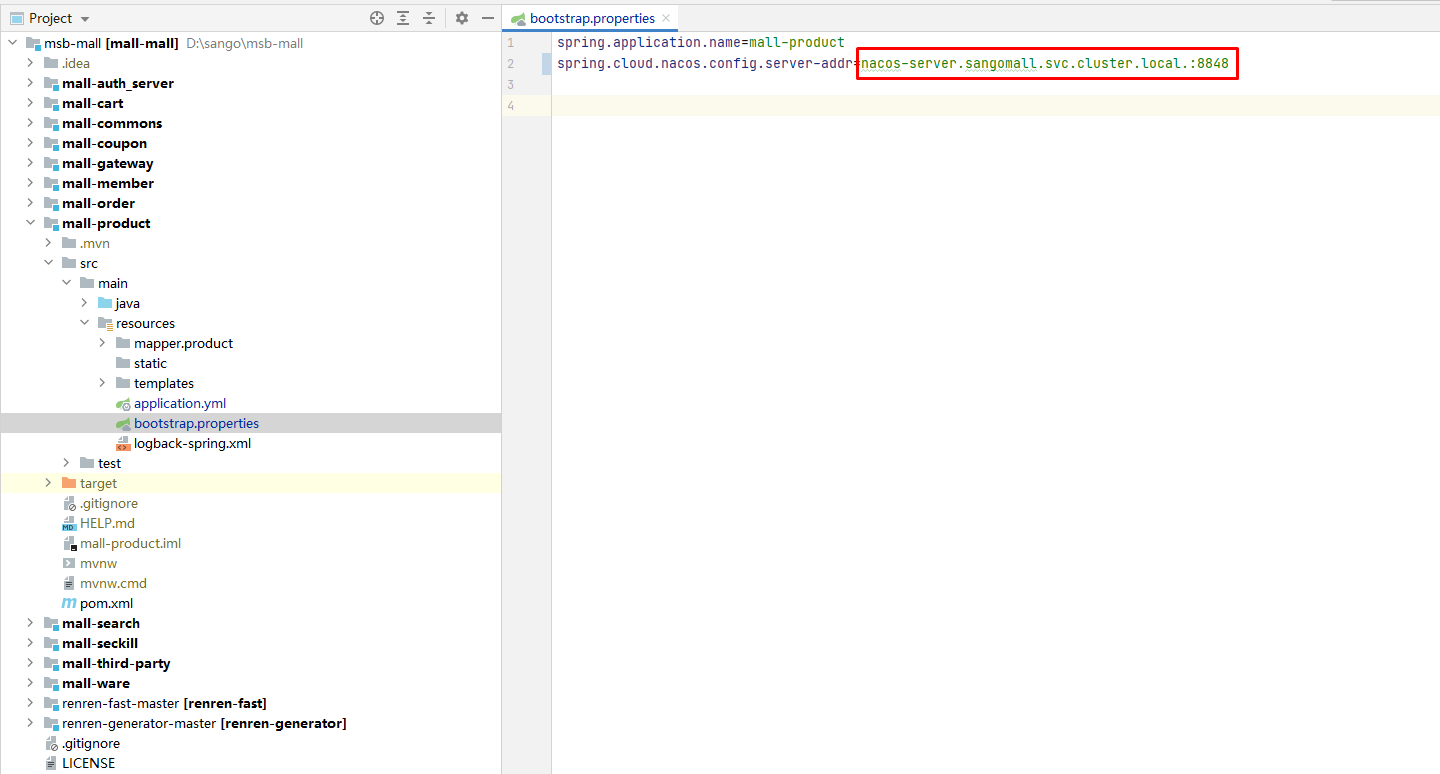 Project
msb-mall [mall-mall] D:\sango\msb-mall
.idea
mall-auth_server
mall-cart
mall-commons
mall-coupon
mall-gateway
mall-member
mall-order
mall-product
.mvn
src
main
java
resources
mapper.product
static
templates
application.yml
bootstrap.properties
logback-spring.xml
test
target
.gitignore
HELP.md
mall-product.iml
mvnw
mvnw.cmd
pom.xml
mall-search
mall-seckill
mall-third-party
mall-ware
renren-fast-master [renren-fast]
renren-generator-master [renren-generator]
.gitignore
LICENSE
bootstrap.properties
1 spring.application.name=mall-product
2 spring.cloud.nacos.config.server-addr=nacos-server.sangomall.svc.cluster.local.:8848
3
4